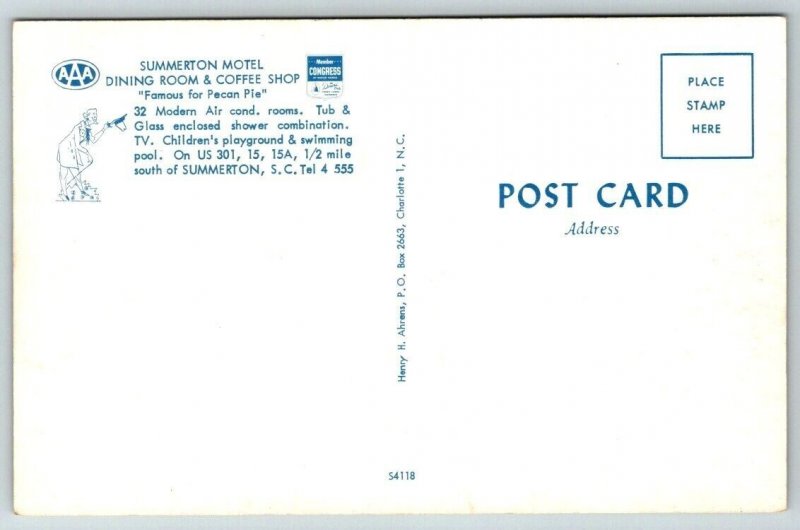 AAA
SUMMERTON MOTEL
DINING ROOM & COFFEE SHOP
"Famous for Pecan Pie"
32 Modern Air cond. rooms. Tub &
Glass enclosed shower combination.
TV. Children's playground & swimming
pool. On US 301, 15, 15A, 1/2 mile
south of SUMMERTON, S.C. Tel 4 555
Member
CONGRESS
Henry H. Ahrens, P.O. Box 2663, Charlotte 1, N.C.
S4118
PLACE
STAMP
HERE
POST CARD
Address